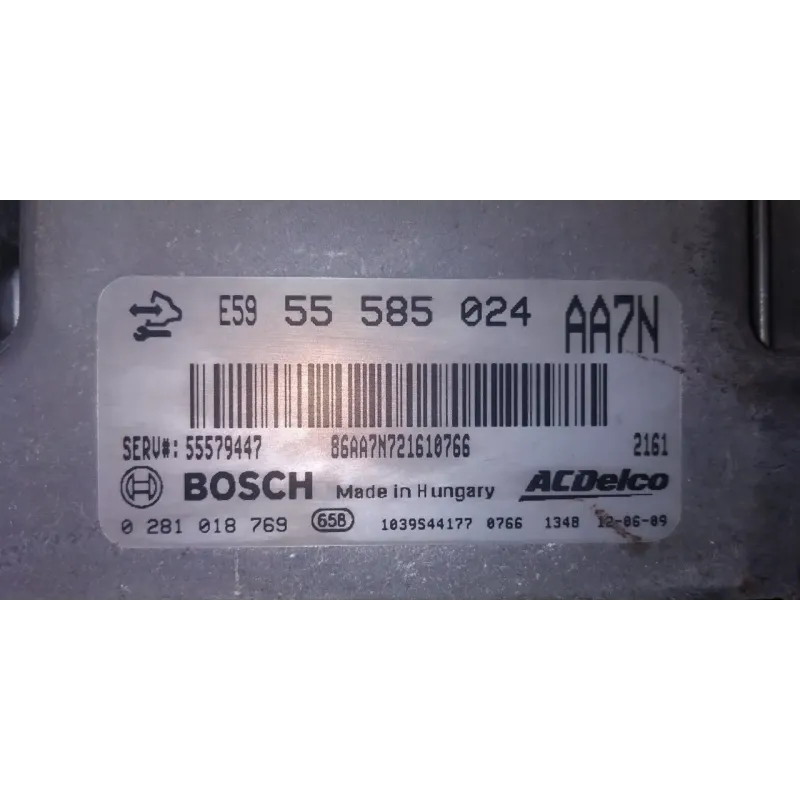 E59 55 585 024 AA7N
SERV#: 55579447 86AA7N721610766 2161
BOSCH Made in Hungary ACDelco
0 281 018 769 658 1039S44177 0766 1348 12-06-09